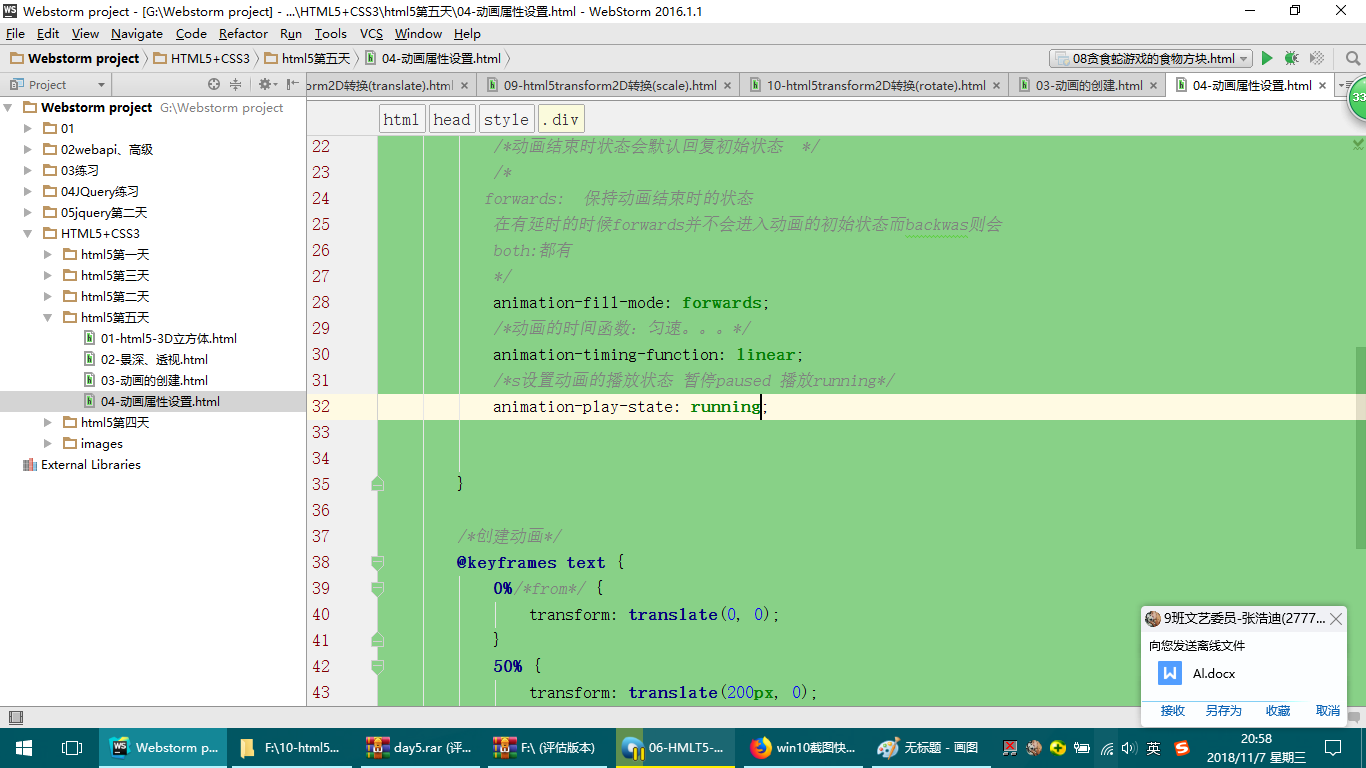 Webstorm project - [G:\Webstorm project] - ...\HTML5+CSS3\html5第五天\04-动画属性设置.html - WebStorm 2016.1.1
File Edit View Navigate Code Refactor Run Tools VCS Window Help
Webstorm project HTML5+CSS3 html5第五天 04-动画属性设置.html 08贪食蛇游戏的食物方块.html
Project
orm2D转换(translate).html 09-html5transform2D转换(scale).html 10-html5transform2D转换(rotate).html 03-动画的创建.html 04-动画属性设置.html
33
Webstorm project G:\Webstorm project
01
02webapi、高级
03练习
04JQuery练习
05jquery第二天
HTML5+CSS3
html5第一天
html5第三天
html5第二天
html5第五天
01-html5-3D立方体.html
02-景深、透视.html
03-动画的创建.html
04-动画属性设置.html
html5第四天
images
External Libraries
html head style .div
22 /*动画结束时状态会默认回复初始状态 */
23 /*
24 forwards: 保持动画结束时的状态
25 在有延时的时候forwards并不会进入动画的初始状态而backwas则会
26 both:都有
27 */
28 animation-fill-mode: forwards;
29 /*动画的时间函数: 匀速。。。*/
30 animation-timing-function: linear;
31 /*s设置动画的播放状态 暂停paused 播放running*/
32 animation-play-state: running;
33
34
35 }
36
37 /*创建动画*/
38 @keyframes text {
39 0%/*from*/ {
40 transform: translate(0, 0);
41 }
42 50% {
43 transform: translate(200px, 0);
9班文艺委员-张浩迪(2777...
向您发送离线文件
Al.docx
接收 另存为 收藏 取消
Webstorm p... F:\10-html5... day5.rar (评... F:\ (评估版本) 06-HMLT5-... win10截图快... 无标题 - 画图 英 20:58
2018/11/7 星期三